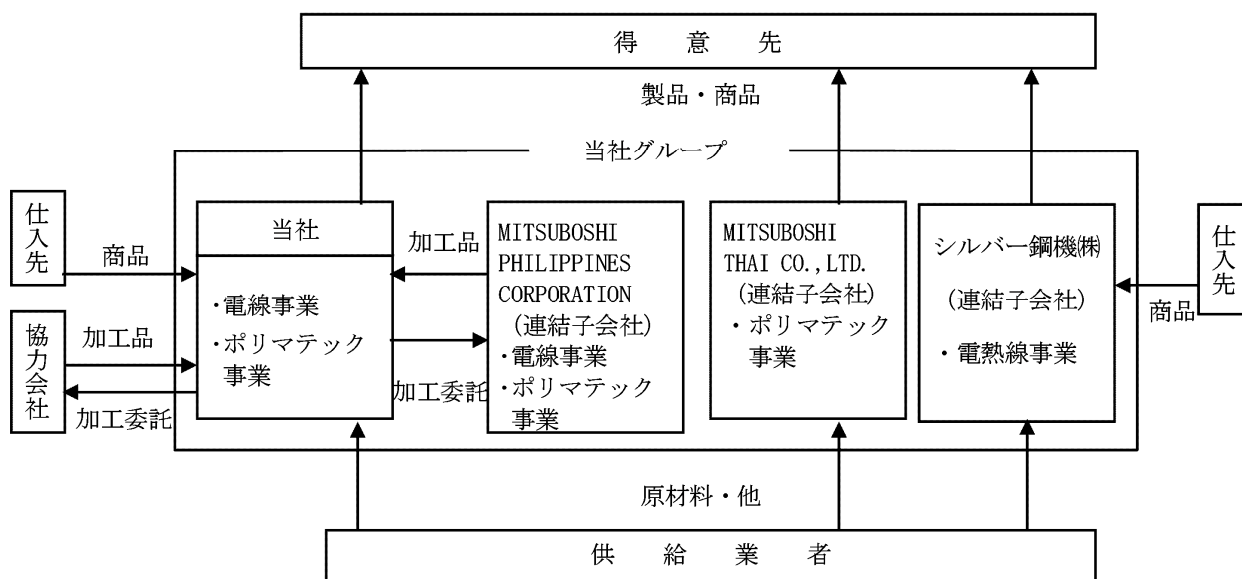 得意先
製品・商品
当社グループ
仕入先
商品
協力会社
加工品
加工委託
当社
・電線事業
・ポリマテック
事業
加工品
加工委託
MITSUBOSHI
PHILIPPINES
CORPORATION
(連結子会社)
・電線事業
・ポリマテック
事業
MITSUBOSHI
THAI CO.,LTD.
(連結子会社)
・ポリマテック
事業
シルバー鋼機㈱
(連結子会社)
・電熱線事業
仕入先
商品
原材料・他
供給業者